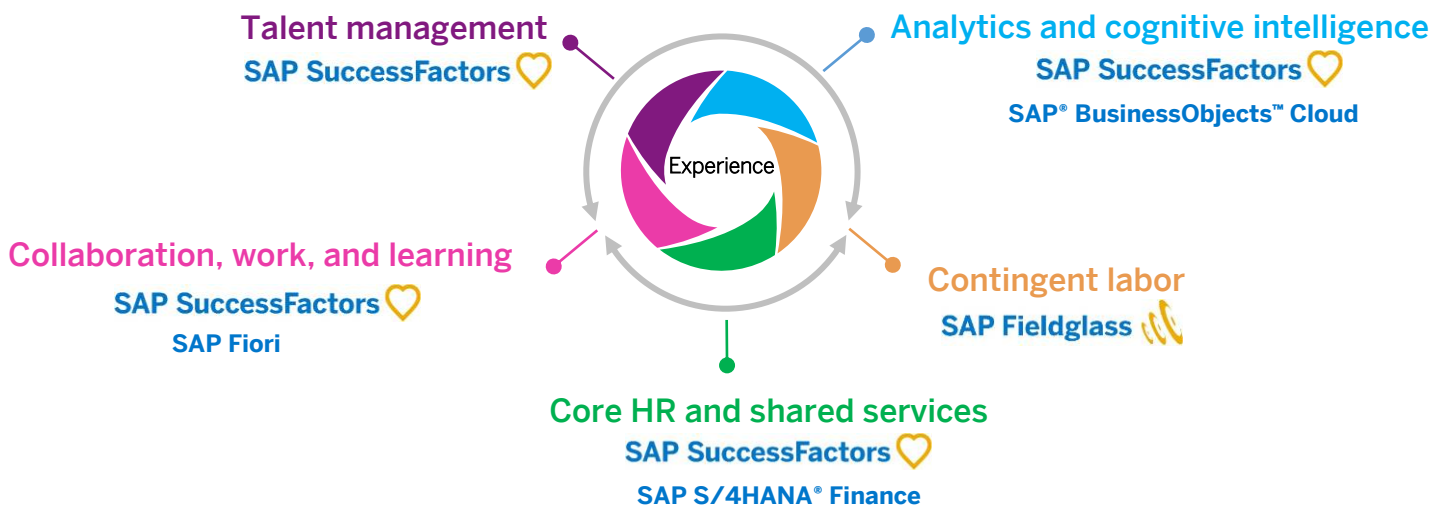 Talent management
SAP SuccessFactors
Analytics and cognitive intelligence
SAP SuccessFactors
SAP® BusinessObjects™ Cloud
Experience
Collaboration, work, and learning
SAP SuccessFactors
SAP Fiori
Contingent labor
SAP Fieldglass
Core HR and shared services
SAP SuccessFactors
SAP S/4HANA® Finance